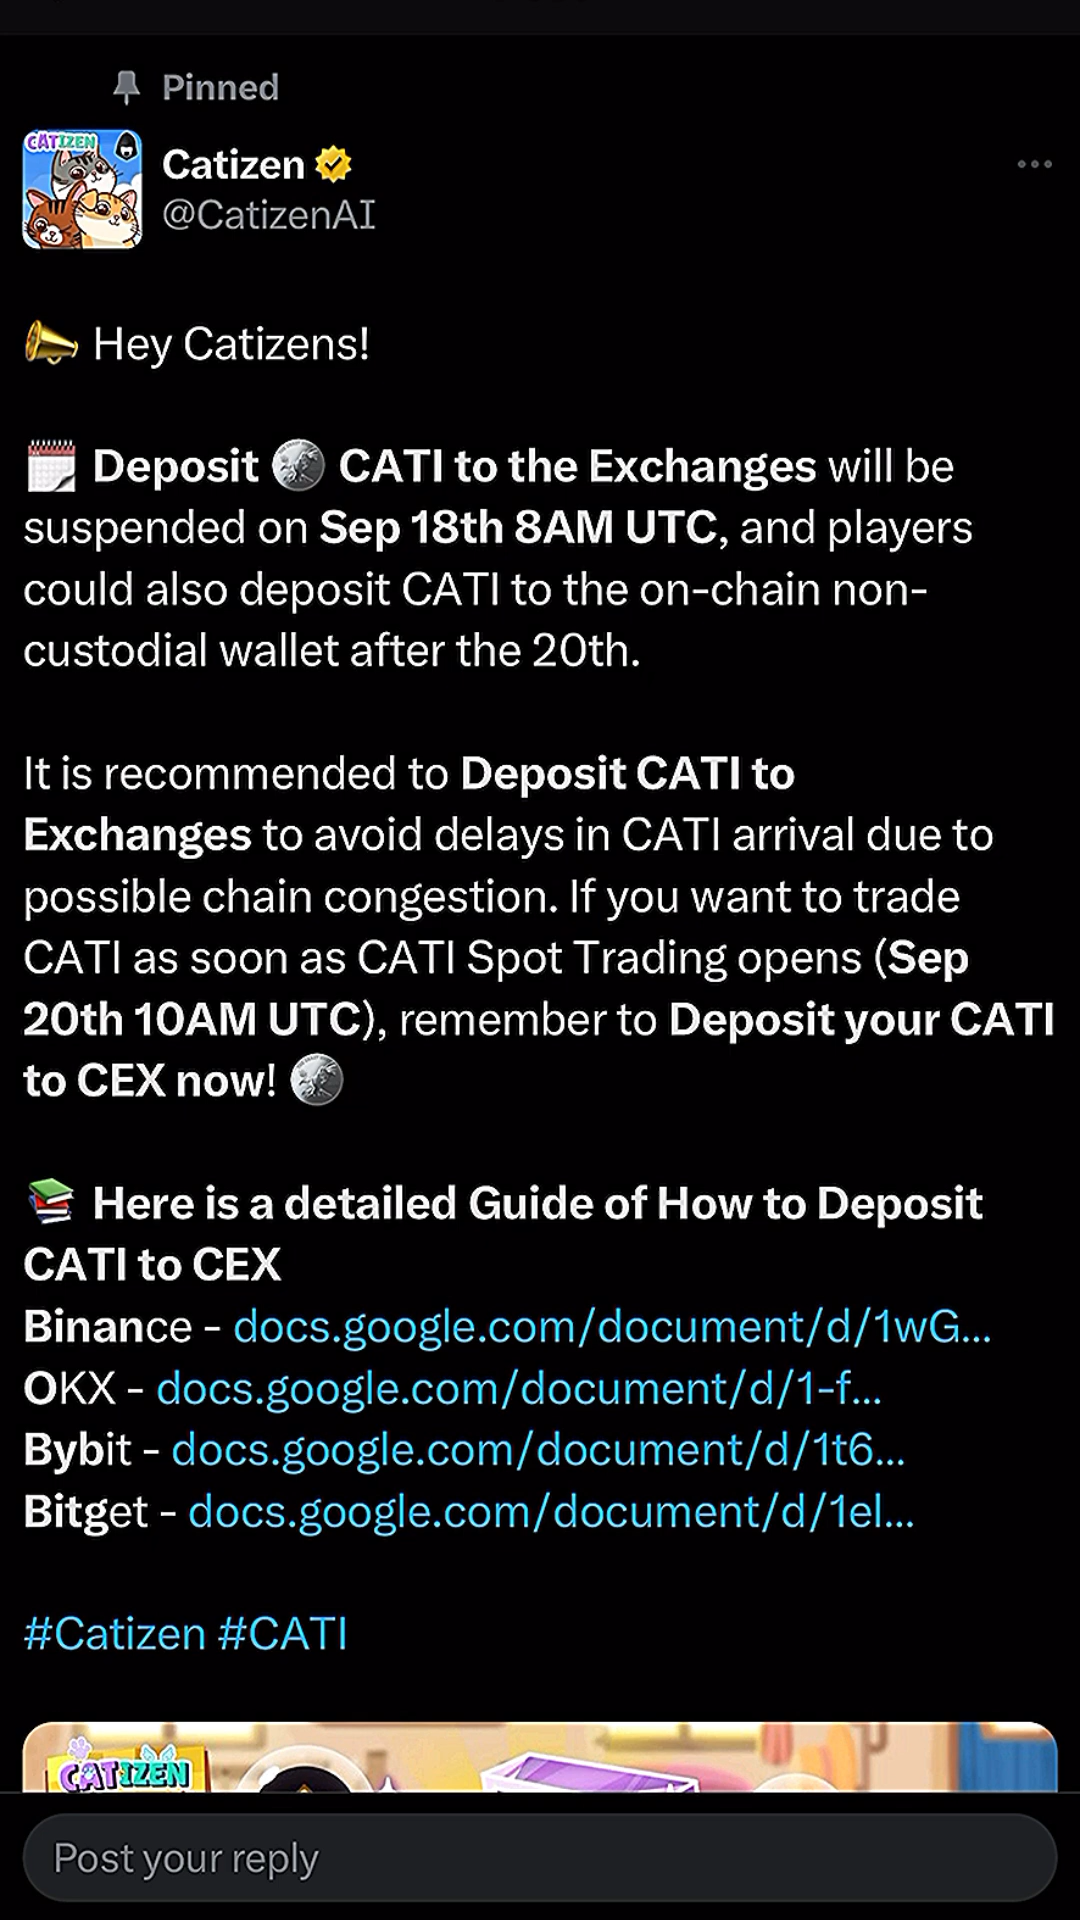 Pinned
CATIZEN
Catizen
@CatizenAI
Hey Catizens!
Deposit CATI to the Exchanges will be
suspended on Sep 18th 8AM UTC, and players
could also deposit CATI to the on-chain non-
custodial wallet after the 20th.
It is recommended to Deposit CATI to
Exchanges to avoid delays in CATI arrival due to
possible chain congestion. If you want to trade
CATI as soon as CATI Spot Trading opens (Sep
20th 10AM UTC), remember to Deposit your CATI
to CEX now!
Here is a detailed Guide of How to Deposit
CATI to CEX
Binance - docs.google.com/document/d/1wG...
OKX - docs.google.com/document/d/1-f...
Bybit - docs.google.com/document/d/1t6...
Bitget - docs.google.com/document/d/1el...
#Catizen #CATI
CATIZEN
Post your reply